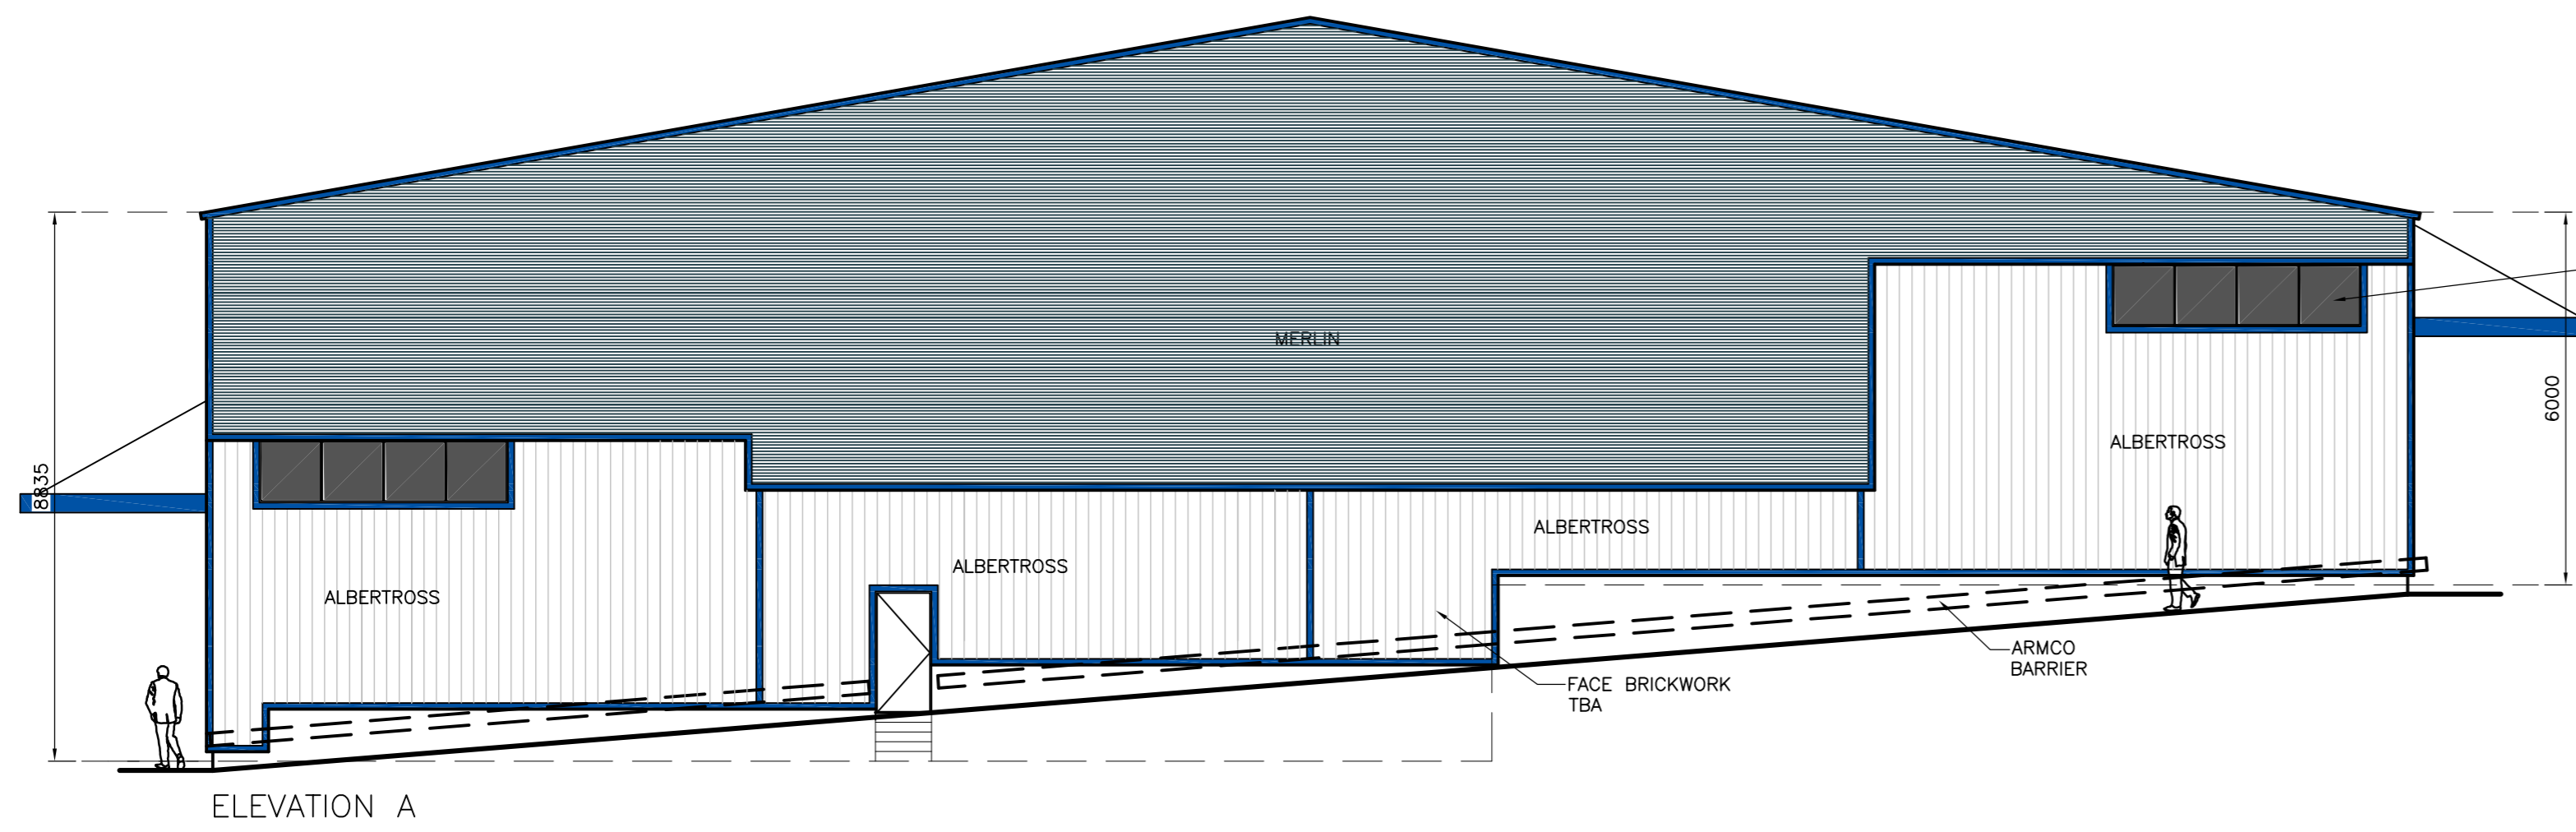 MERLIN
6000
ALBERTROSS
8835
ALBERTROSS
ALBERTROSS
ALBERTROSS
ARMCO
BARRIER
FACE BRICKWORK
TBA
ELEVATION A